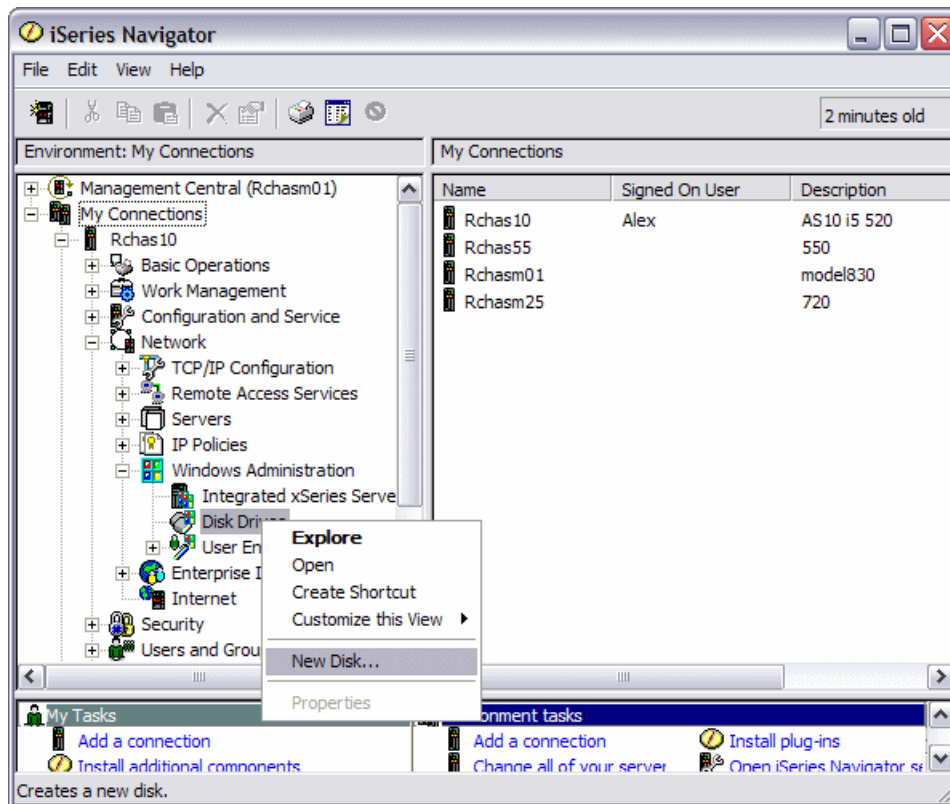 iSeries Navigator
File Edit View Help
2 minutes old
Environment: My Connections
My Connections
Management Central (Rchasm01)
My Connections
Rchas10
Basic Operations
Work Management
Configuration and Service
Network
TCP/IP Configuration
Remote Access Services
Servers
IP Policies
Windows Administration
Integrated xSeries Serve
Disk
User
Enterprise
Internet
Security
Users and
Name Signed On User Description
Rchas10 Alex AS10 i5 520
Rchas55 550
Rchasm01 model830
Rchasm25 720
Explore
Open
Create Shortcut
Customize this View
New Disk...
Properties
My Tasks
Add a connection
Install additional components
onment tasks
Add a connection
Change all of your server
Install plug-ins
Open iSeries Navigator se
Creates a new disk.